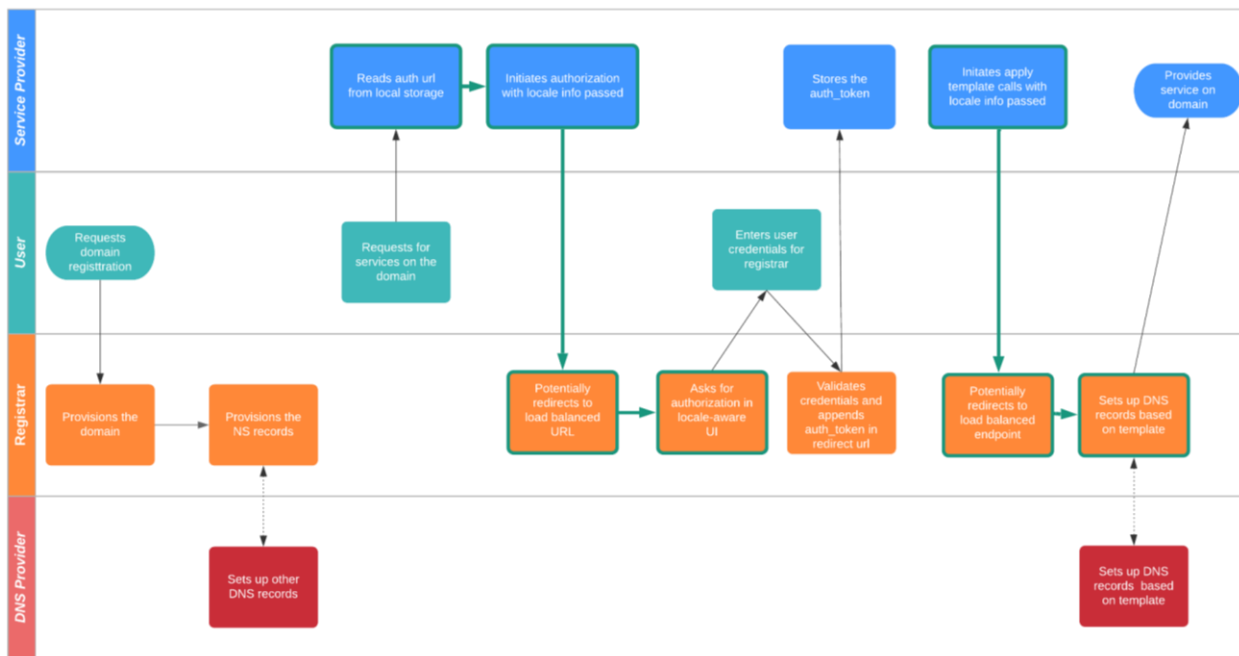 Service Provider
Reads auth url
from local storage
Initiates authorization
with locale info passed
Stores the
auth_token
Initates apply
template calls with
locale info passed
Provides
service on
domain
User
Requests
domain
registtration
Requests for
services on the
domain
Enters user
credentials for
registrar
Registrar
Provisions the
domain
Provisions the
NS records
Potentially
redirects to
load balanced
URL
Asks for
authorization in
locale-aware
UI
Validates
credentials and
appends
auth_token in
redirect url
Potentially
redirects to
load balanced
endpoint
Sets up DNS
records based
on template
DNS Provider
Sets up other
DNS records
Sets up DNS
records based
on template